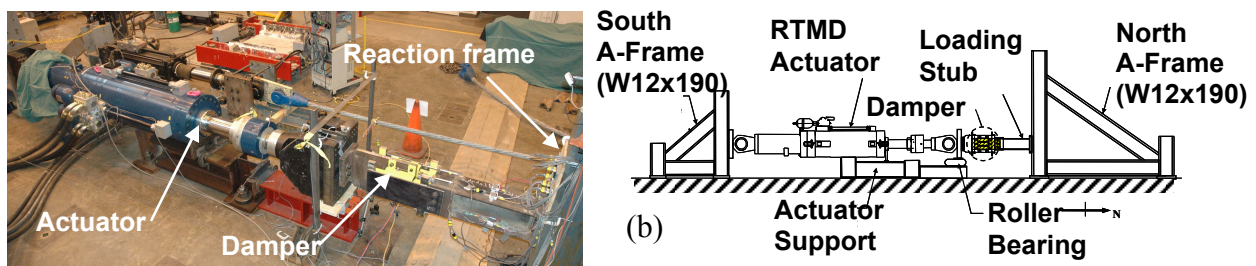 Reaction frame
Actuator
Damper
South
A-Frame
(W12x190)
RTMD
Actuator
Loading
Stub
Damper
North
A-Frame
(W12x190)
Actuator
Support
Roller
Bearing
N
(b)